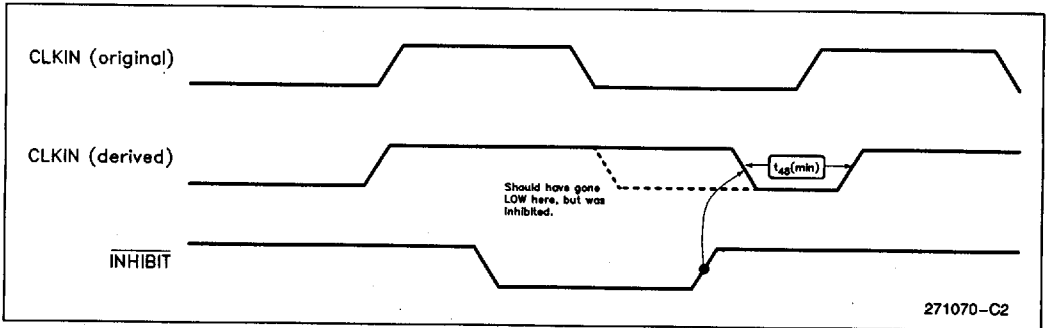 CLKIN (original)
CLKIN (derived)
t48(min)
Should have gone
LOW here, but was
inhibited.
INHIBIT
271070-C2